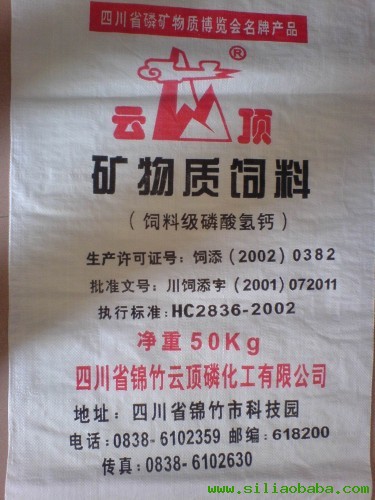 四川省磷矿物质博览会名牌产品
®
云顶
矿物质饲料
(饲料级磷酸氢钙)
生产许可证号: 饲添(2002)0382
批准文号: 川饲添字(2001)072011
执行标准:HC2836-2002
净重50Kg
四川省锦竹云顶磷化工有限公司
地址: 四川省锦竹市科技园
电话:0838-6102359 邮编:618200
传真:0838-6102630
www.siliaobaba.com